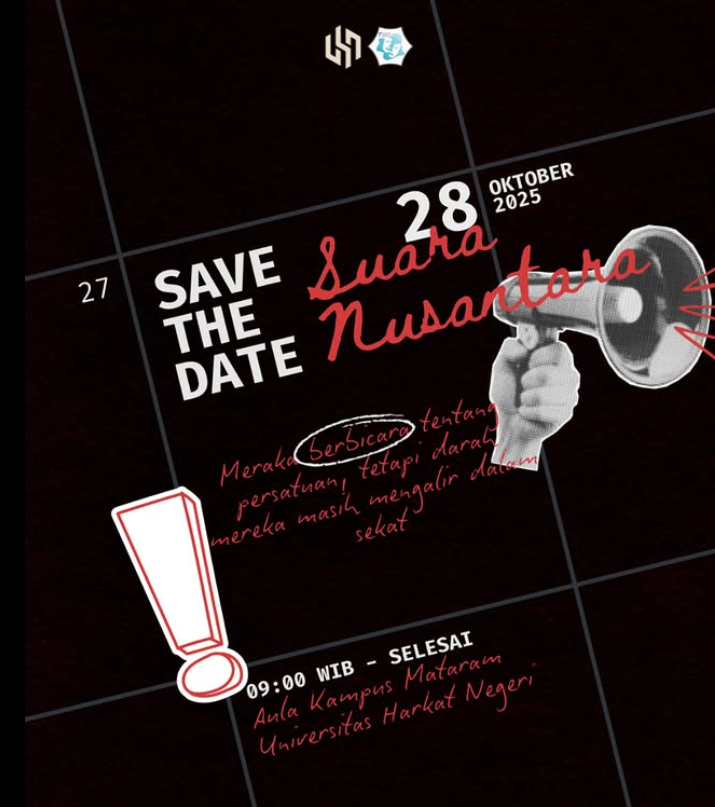 28
OKTOBER
2025
27
SAVE
THE
DATE
Suara
Nusantara
Meraka berbicara tentang
persatuan, tetapi darah
mereka masih mengalir dalam
sekat
09:00 WIB - SELESAI
Aula Kampus Mataram
Universitas Harkat Negeri